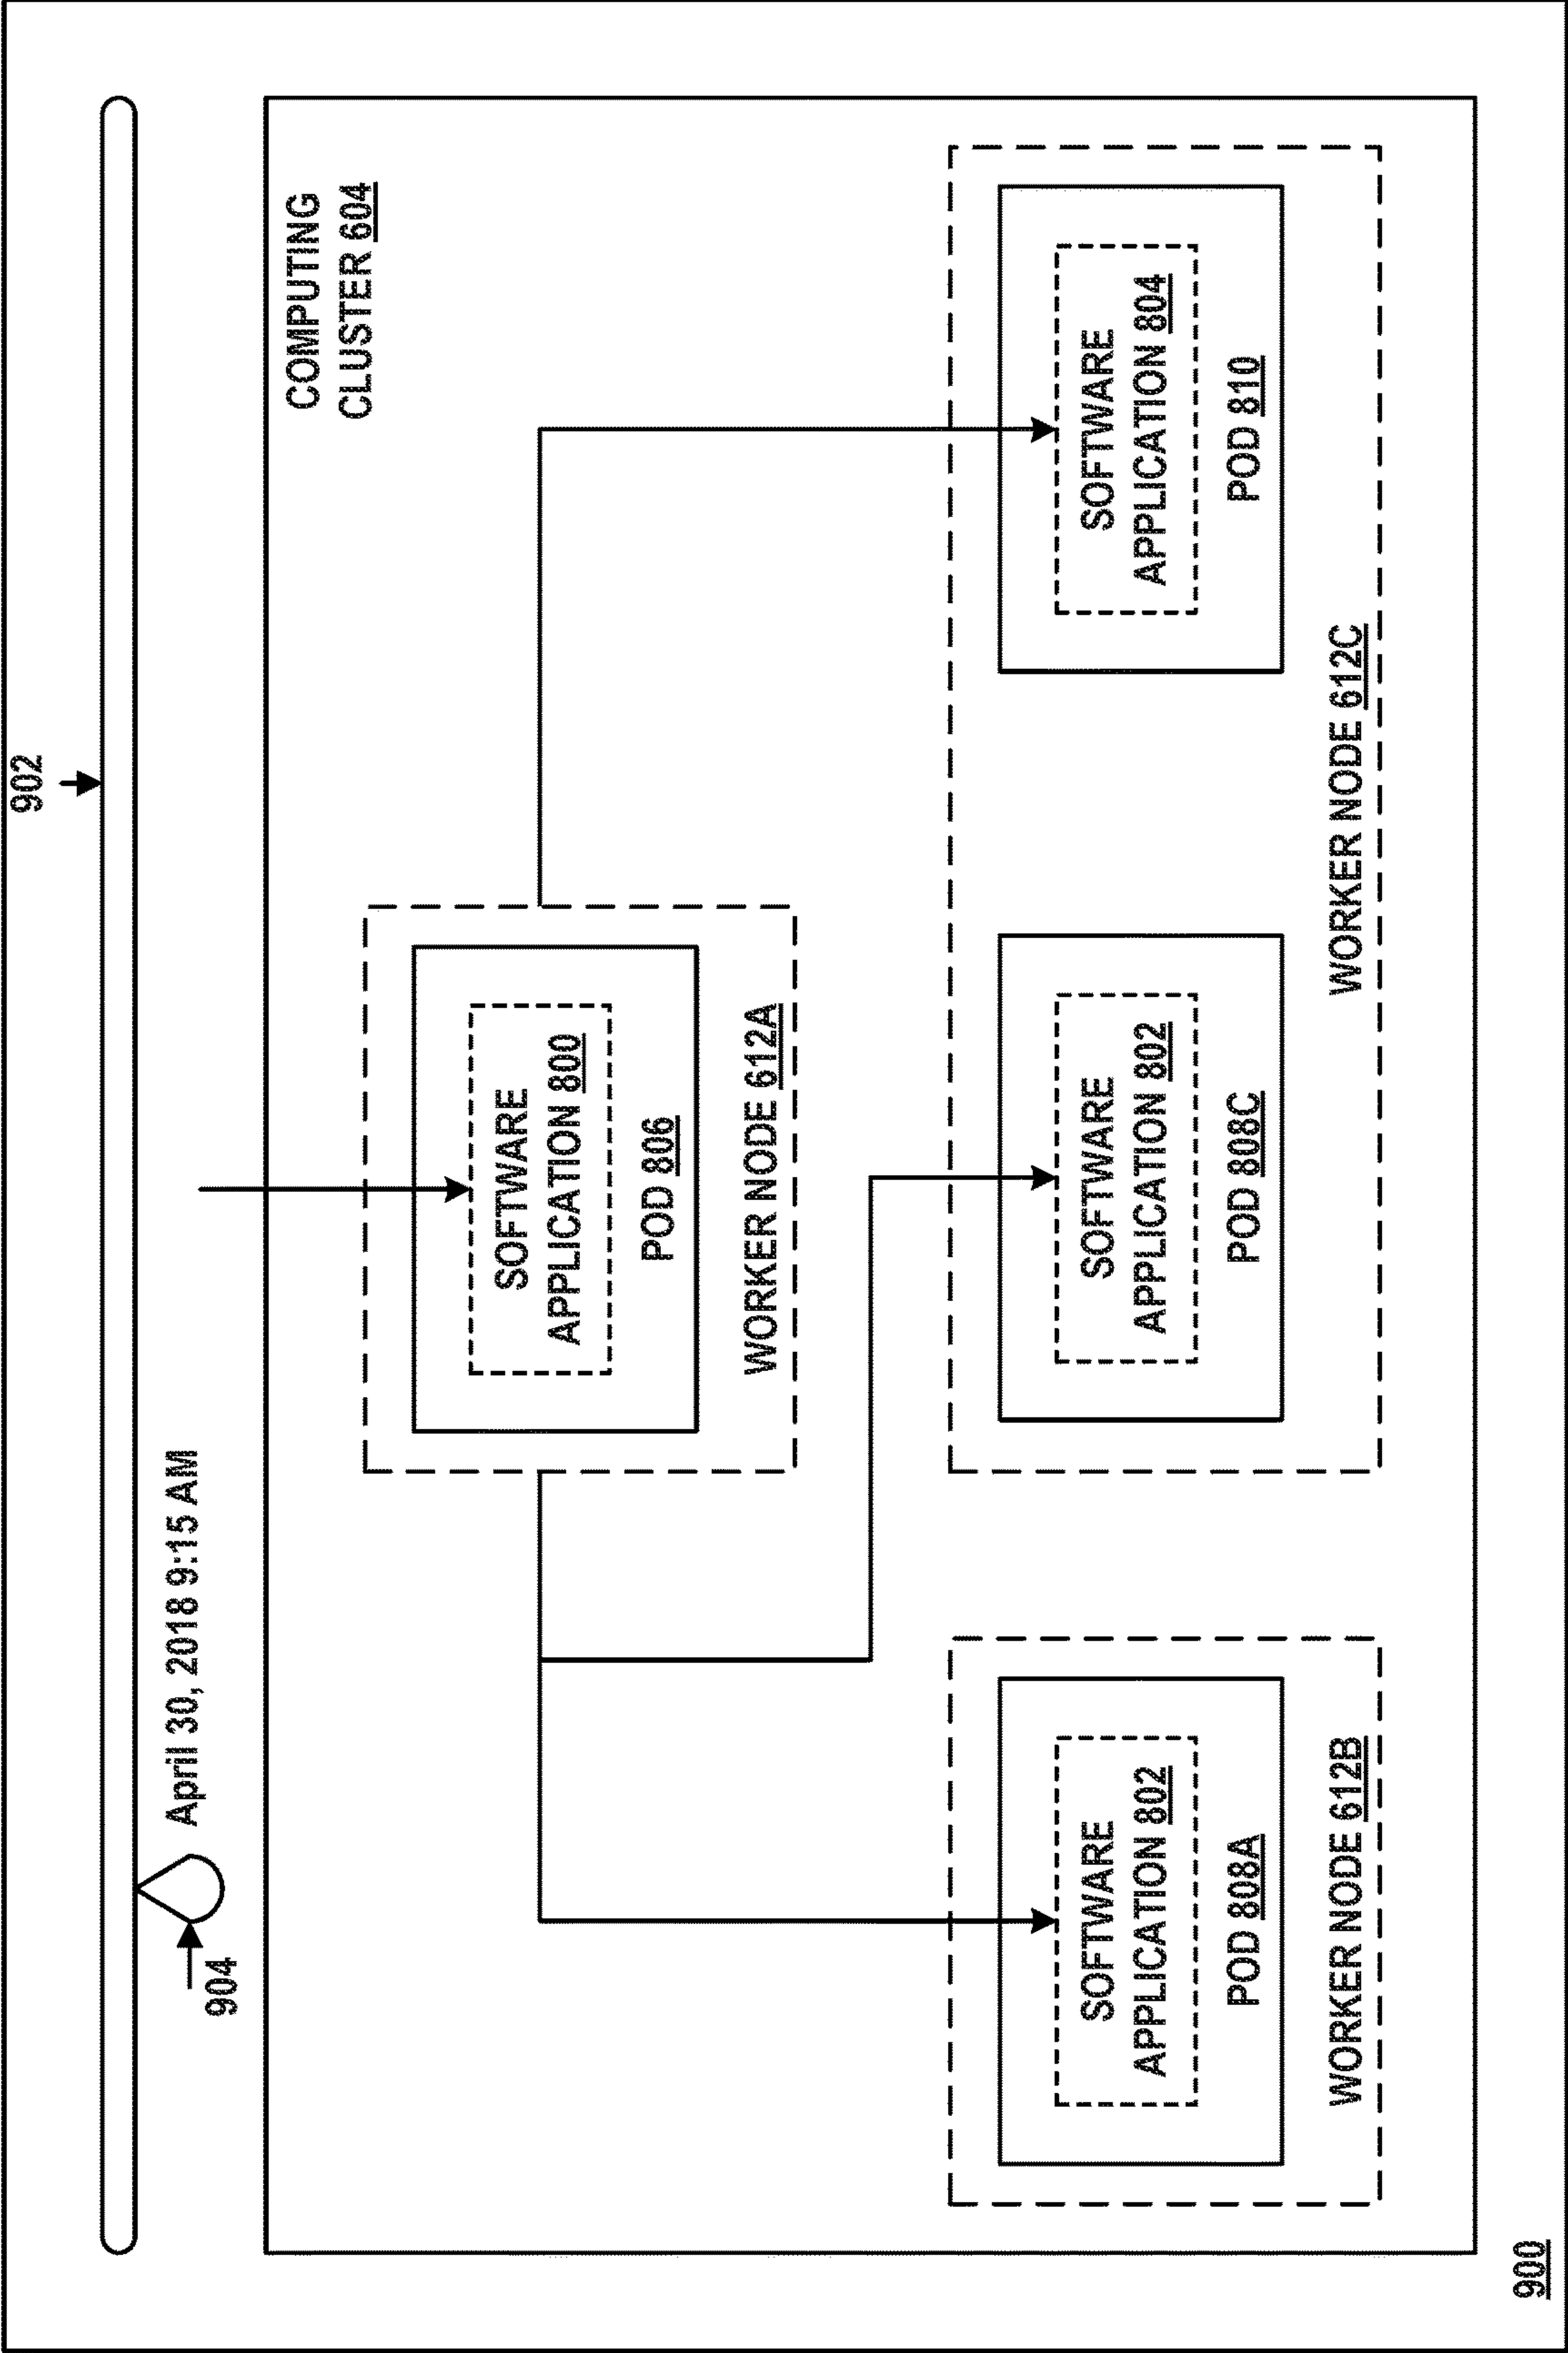 902
904
April 30, 2018 9:15 AM
COMPUTING
CLUSTER 604
SOFTWARE
APPLICATION 800
POD 806
WORKER NODE 612A
SOFTWARE
APPLICATION 802
POD 808A
WORKER NODE 612B
SOFTWARE
APPLICATION 802
POD 808C
SOFTWARE
APPLICATION 804
POD 810
WORKER NODE 612C
900